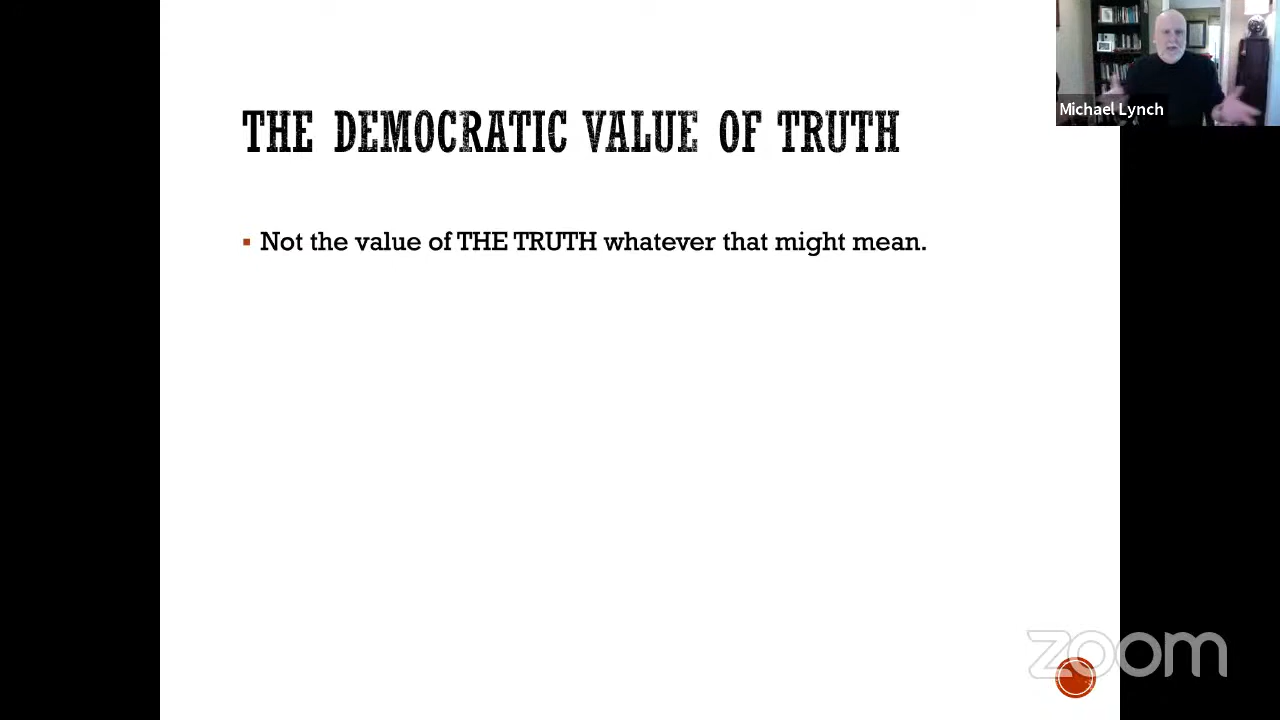 Michael Lynch
THE DEMOCRATIC VALUE OF TRUTH
Not the value of THE TRUTH whatever that might mean.
zoom